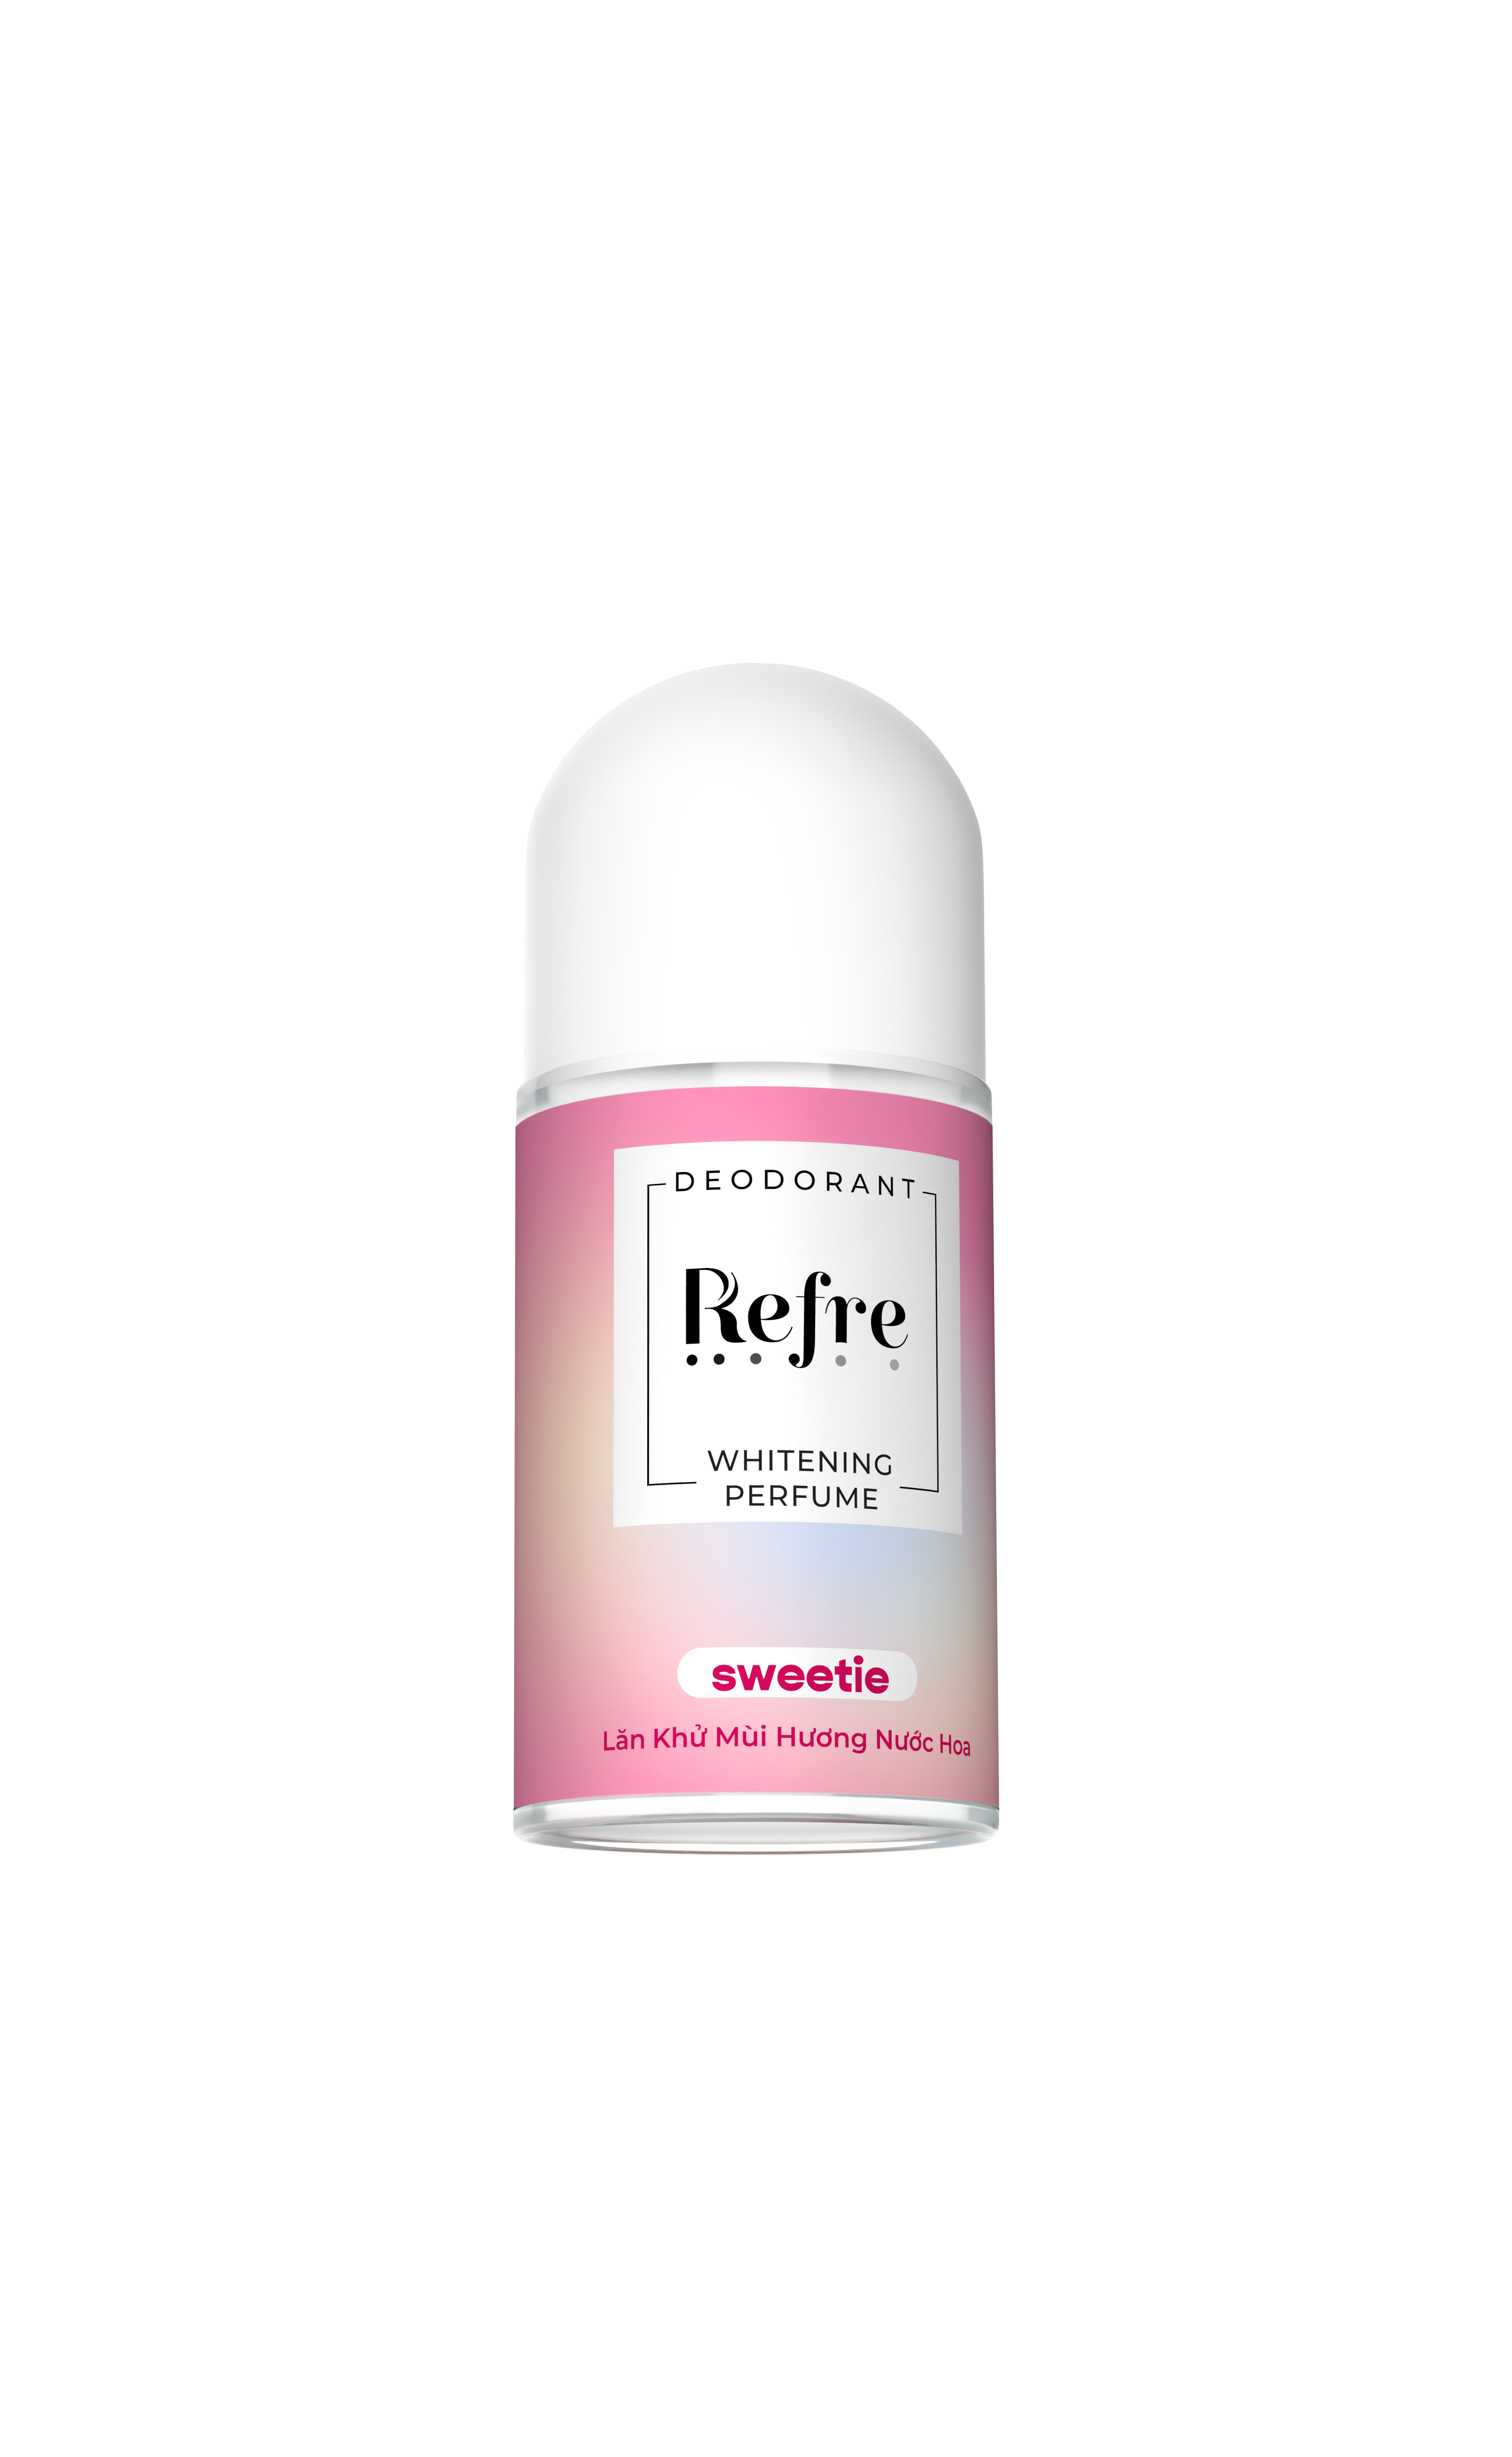 DEODORANT
Refre
WHITENING
PERFUME
sweetie
Lăn Khử Mùi Hương Nước Hoa